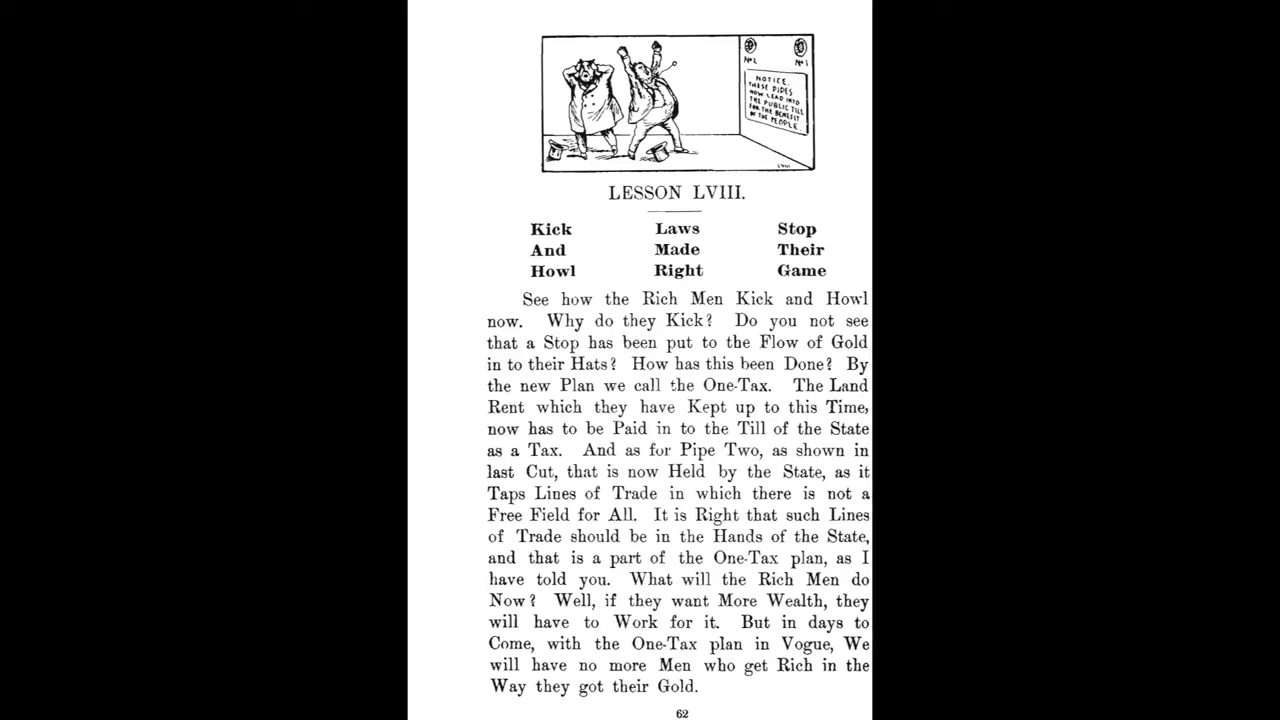 No 2 No 1
NOTICE.
THESE PIPES
NOW LEAD INTO
THE PUBLIC TILL
FOR THE BENEFIT
OF THE PEOPLE.
LVIII
LESSON LVIII.
Kick Laws Stop
And Made Their
Howl Right Game
See how the Rich Men Kick and Howl
now. Why do they Kick? Do you not see
that a Stop has been put to the Flow of Gold
in to their Hats? How has this been Done? By
the new Plan we call the One-Tax. The Land
Rent which they have Kept up to this Time,
now has to be Paid in to the Till of the State
as a Tax. And as for Pipe Two, as shown in
last Cut, that is now Held by the State, as it
Taps Lines of Trade in which there is not a
Free Field for All. It is Right that such Lines
of Trade should be in the Hands of the State,
and that is a part of the One-Tax plan, as I
have told you. What will the Rich Men do
Now? Well, if they want More Wealth, they
will have to Work for it. But in days to
Come, with the One-Tax plan in Vogue, We
will have no more Men who get Rich in the
Way they got their Gold.
62